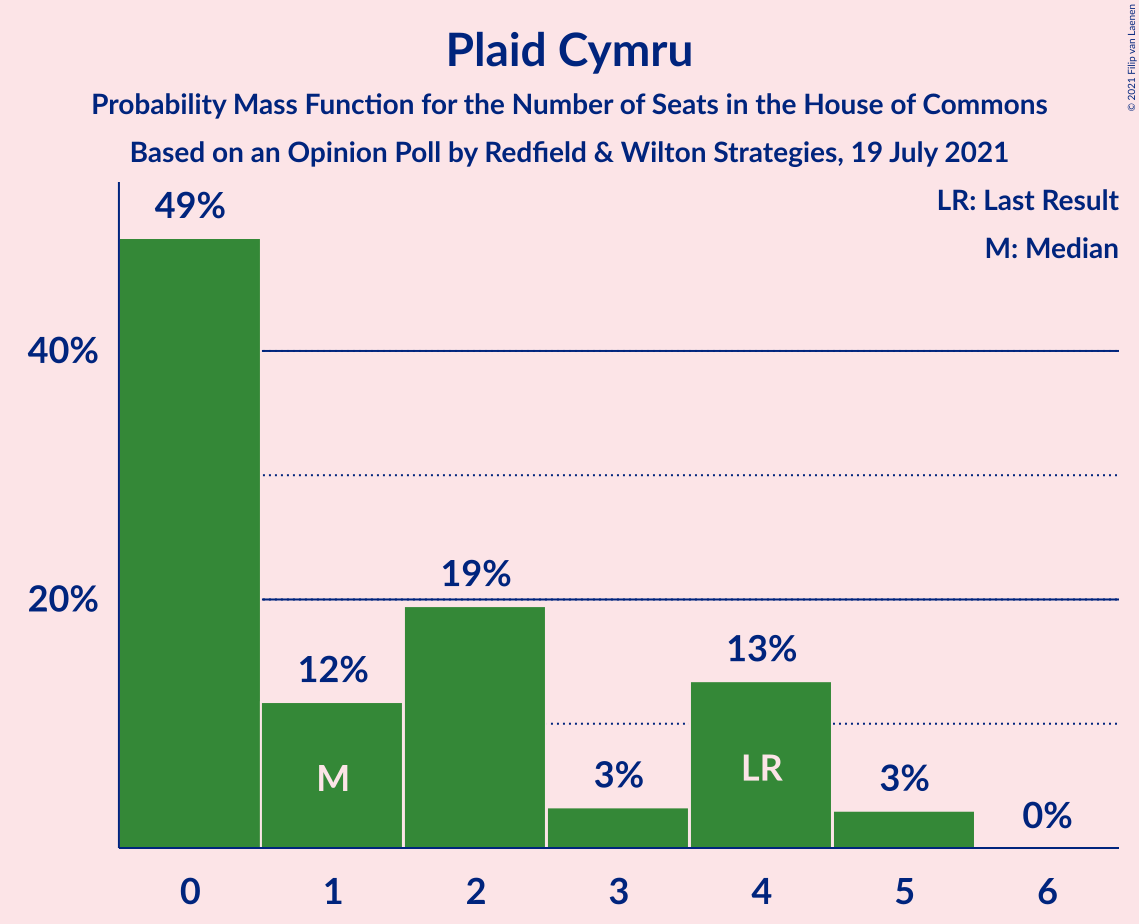 Plaid Cymru
Probability Mass Function for the Number of Seats in the House of Commons
Based on an Opinion Poll by Redfield & Wilton Strategies, 19 July 2021
© 2021 Filip van Laenen
LR: Last Result
M: Median
49%
40%
20%
19%
12%
13%
3%
3%
0%
M
LR
0 1 2 3 4 5 6